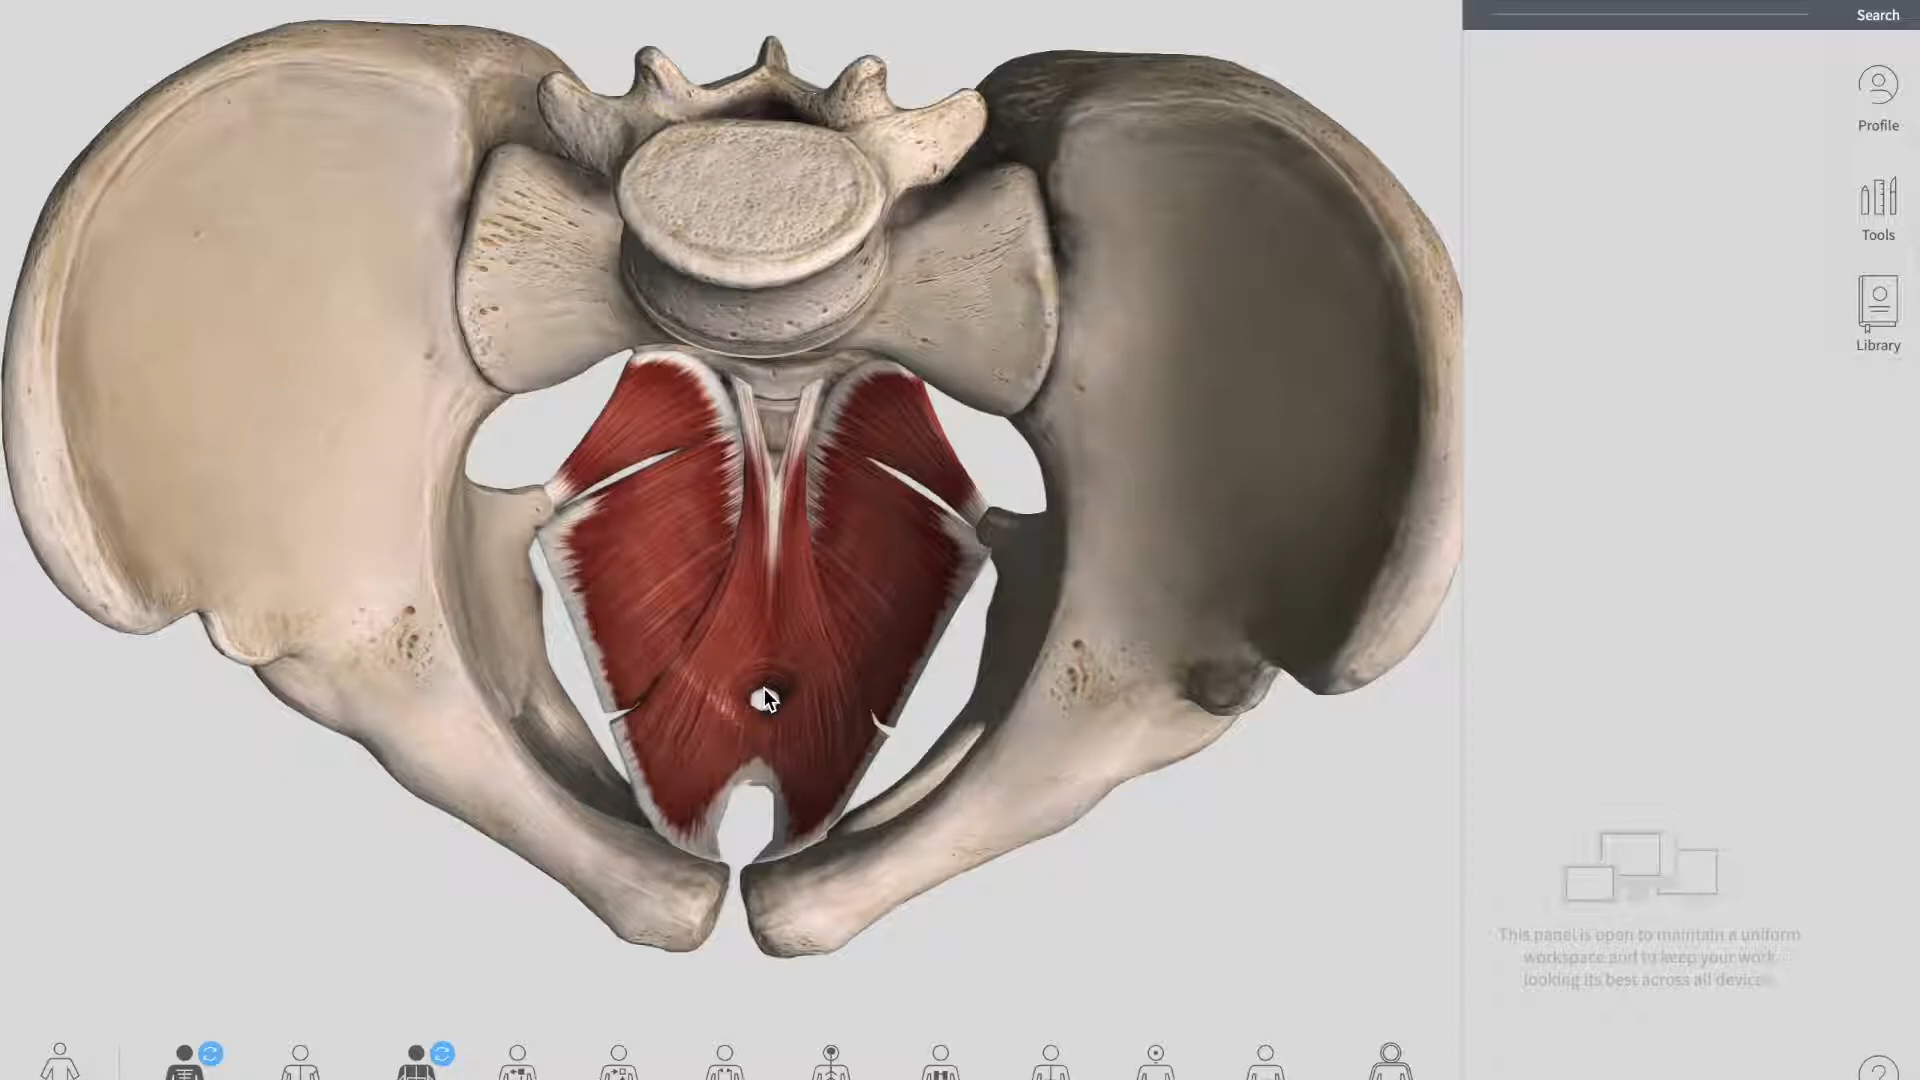 Search
Profile
Tools
Library
This panel is open to maintain a uniform
workspace and to keep your work
looking its best across all devices.
?